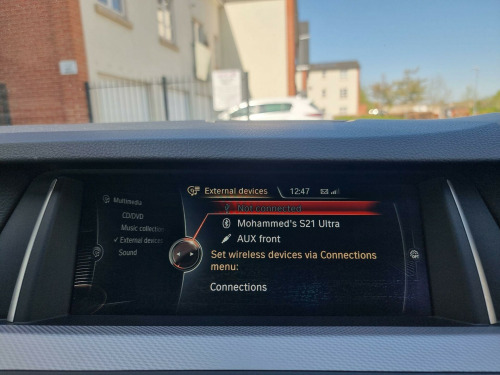 External devices
12:47
Multimedia
CD/DVD
Music collection
External devices
Sound
Not connected
Mohammed's S21 Ultra
AUX front
Set wireless devices via Connections
menu:
Connections